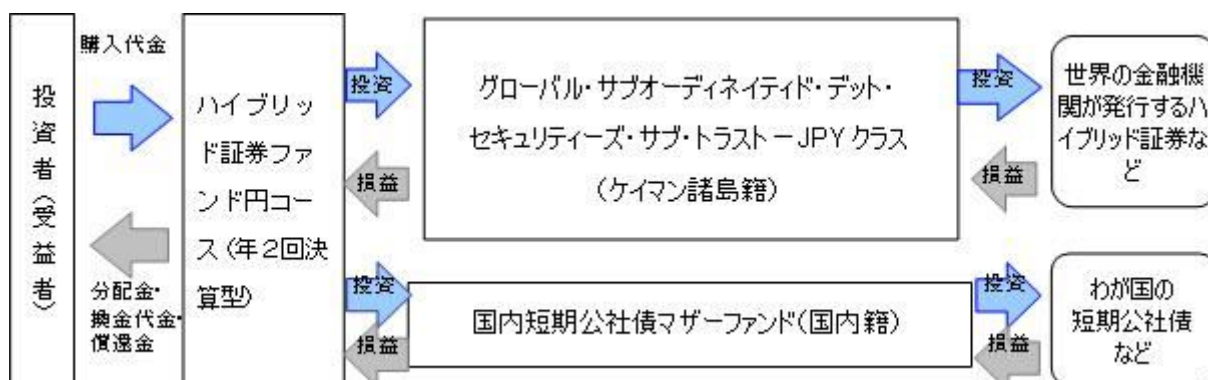 投資者(受益者)
購入代金
分配金・
換金代金・
償還金
ハイブリッ
ド証券ファ
ンド円コー
ス(年2回決
算型)
投資
損益
グローバル・サブオーディネイティド・デット・
セキュリティーズ・サブ・トラスト－JPYクラス
(ケイマン諸島籍)
投資
損益
世界の金融機
関が発行するハ
イブリッド証券な
ど
投資
損益
国内短期公社債マザーファンド(国内籍)
投資
損益
わが国の
短期公社債
など